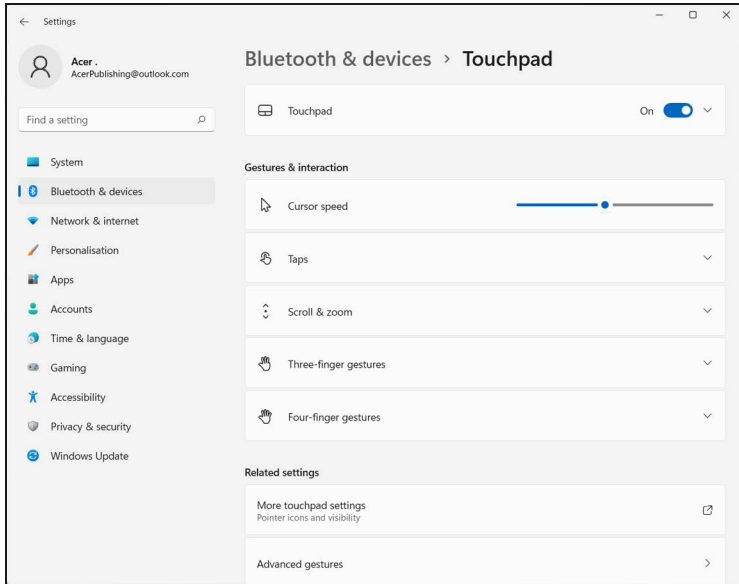 Settings
Acer .
AcerPublishing@outlook.com
Find a setting
System
Bluetooth & devices
Network & internet
Personalisation
Apps
Accounts
Time & language
Gaming
Accessibility
Privacy & security
Windows Update
Bluetooth & devices > Touchpad
Touchpad On
Gestures & interaction
Cursor speed
Taps
Scroll & zoom
Three-finger gestures
Four-finger gestures
Related settings
More touchpad settings
Pointer icons and visibility
Advanced gestures